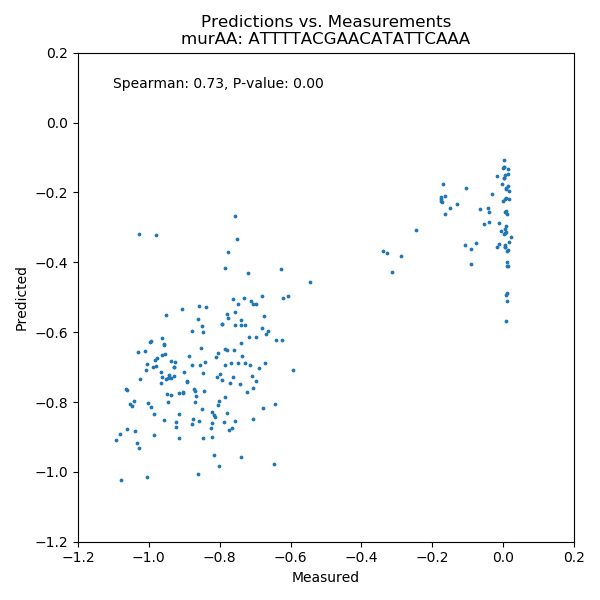 Predictions vs. Measurements
murAA: ATTTTACGAACATATTCAAA
0.2
Spearman: 0.73, P-value: 0.00
0.0
−0.2
−0.4
Predicted
−0.6
−0.8
−1.0
−1.2
−1.2 −1.0 −0.8 −0.6 −0.4 −0.2 0.0 0.2
Measured